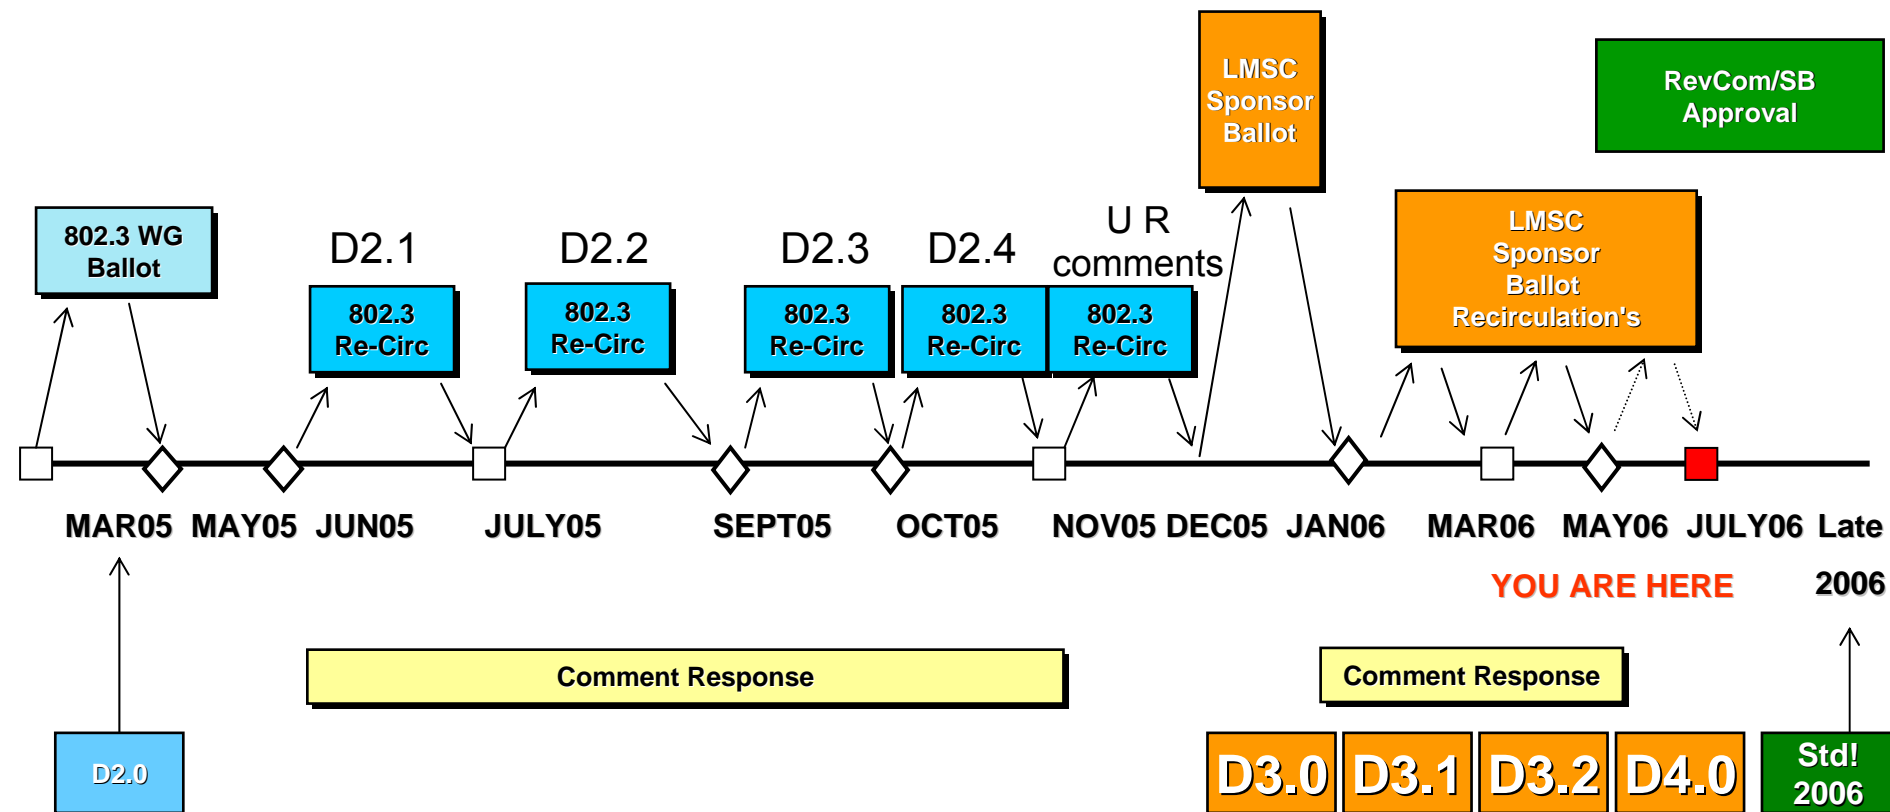 LMSC
Sponsor
Ballot
RevCom/SB
Approval
802.3 WG
Ballot
D2.1
D2.2
D2.3
D2.4
U R
comments
LMSC
Sponsor
Ballot
Recirculation's
802.3
Re-Circ
802.3
Re-Circ
802.3
Re-Circ
802.3
Re-Circ
802.3
Re-Circ
MAR05 MAY05 JUN05 JULY05 SEPT05 OCT05 NOV05 DEC05 JAN06 MAR06 MAY06 JULY06 Late
2006
YOU ARE HERE
Comment Response
Comment Response
D2.0
D3.0
D3.1
D3.2
D4.0
Std!
2006